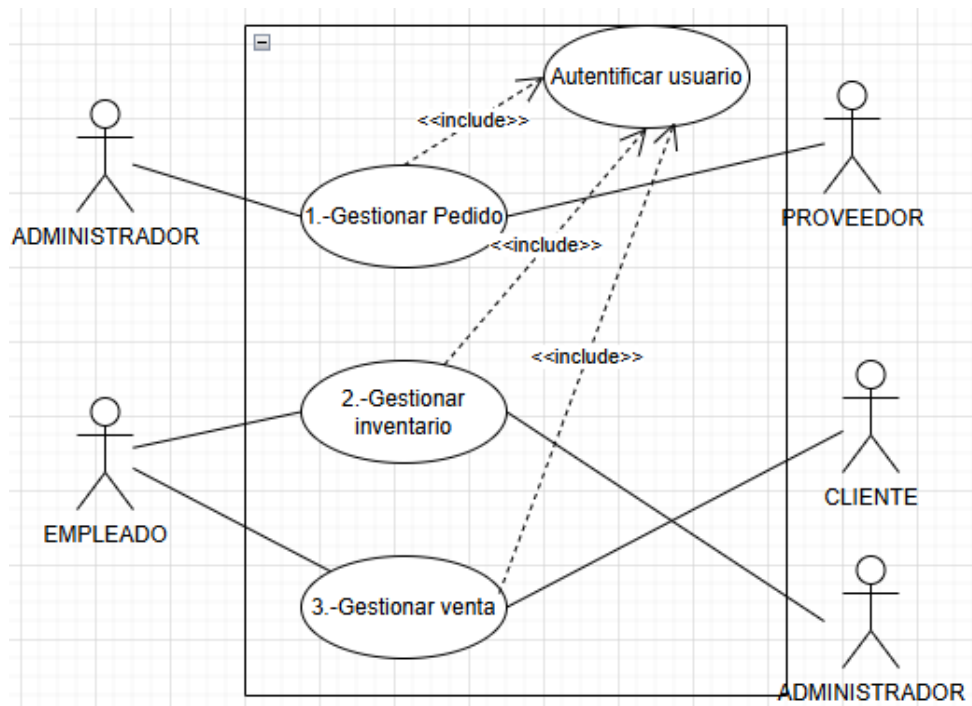 Autentificar usuario
<<include>>
1.-Gestionar Pedido
ADMINISTRADOR
PROVEEDOR
<<include>>
<<include>>
2.-Gestionar
inventario
EMPLEADO
CLIENTE
3.-Gestionar venta
ADMINISTRADOR